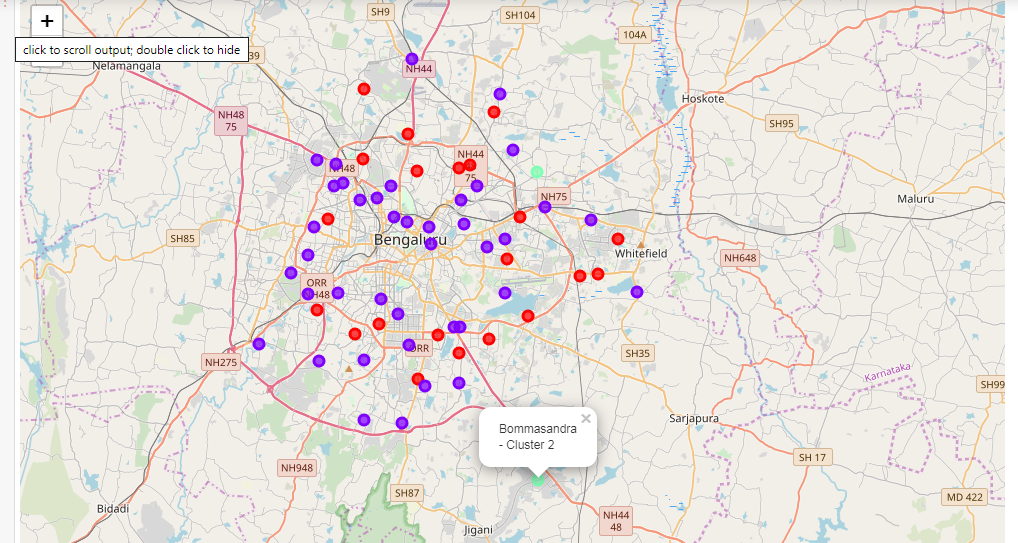 +
SH9
SH104
104A
click to scroll output; double click to hide
39
Nelamangala
NH44
Hoskote
NH48
75
SH95
NH44
75
NH48
NH75
Maluru
SH85
Bengaluru
Whitefield
NH648
ORR
NH48
ORR
SH35
NH275
Karnataka
SH99
Bommasandra
- Cluster 2
×
Sarjapura
SH 17
NH948
SH87
MD 422
Bidadi
NH44
48
Jigani